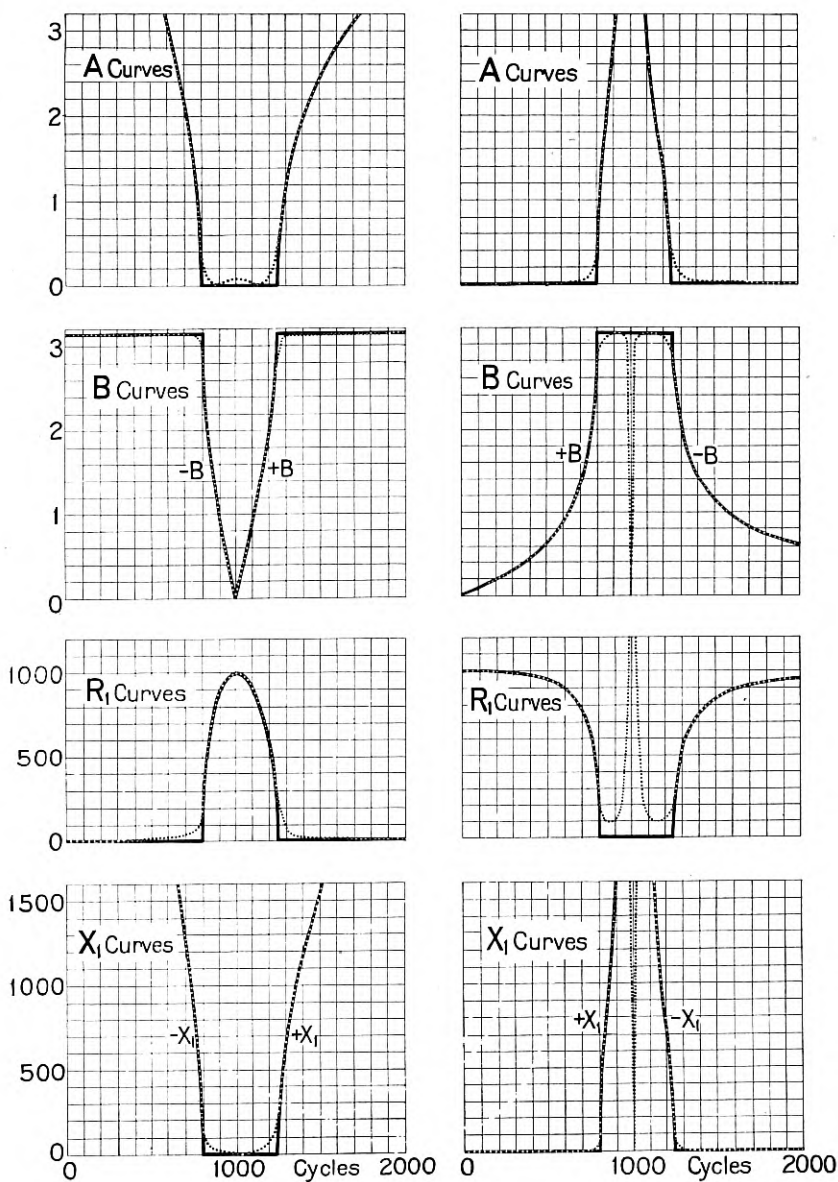 3
A Curves
2
1
0
A Curves
3
B Curves
2
-B
+B
1
0
B Curves
+B
-B
1000
R₁ Curves
500
0
R₁ Curves
1500
X₁ Curves
1000
-X₁
+X₁
500
0
0
1000
Cycles
2000
X₁ Curves
+X₁
-X₁
0
1000
Cycles
2000